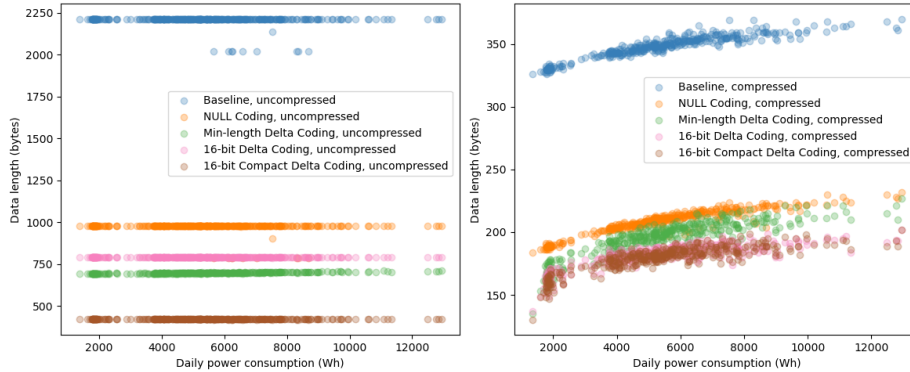 2250
2000
1750
1500
1250
1000
750
500
Data length (bytes)
Baseline, uncompressed
NULL Coding, uncompressed
Min-length Delta Coding, uncompressed
16-bit Delta Coding, uncompressed
16-bit Compact Delta Coding, uncompressed
2000 4000 6000 8000 10000 12000
Daily power consumption (Wh)
350
300
250
200
150
Data length (bytes)
Baseline, compressed
NULL Coding, compressed
Min-length Delta Coding, compressed
16-bit Delta Coding, compressed
16-bit Compact Delta Coding, compressed
2000 4000 6000 8000 10000 12000
Daily power consumption (Wh)